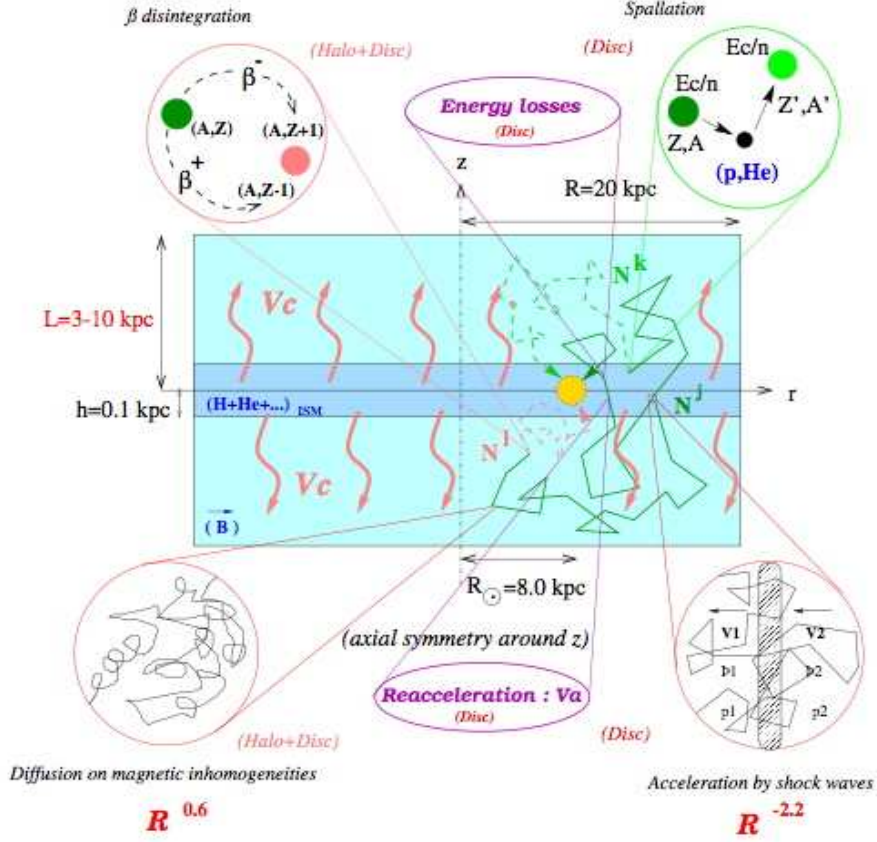 β disintegration
Spallation
(Halo+Disc)
(Disc)
β⁻
(A,Z)
(A,Z+1)
β⁺
(A,Z-1)
Energy losses
(Disc)
Ec/n
Ec/n
Z',A'
Z,A
(p,He)
z
R=20 kpc
N^k
Vc
L=3-10 kpc
r
h=0.1 kpc
(H+He+...) ISM
N^j
N^l
Vc
(B)
R☉=8.0 kpc
(axial symmetry around z)
V1
V2
Þ1
Þ2
p1
p2
Reacceleration : Va
(Disc)
(Halo+Disc)
(Disc)
Diffusion on magnetic inhomogeneities
Acceleration by shock waves
R 0.6
R -2.2